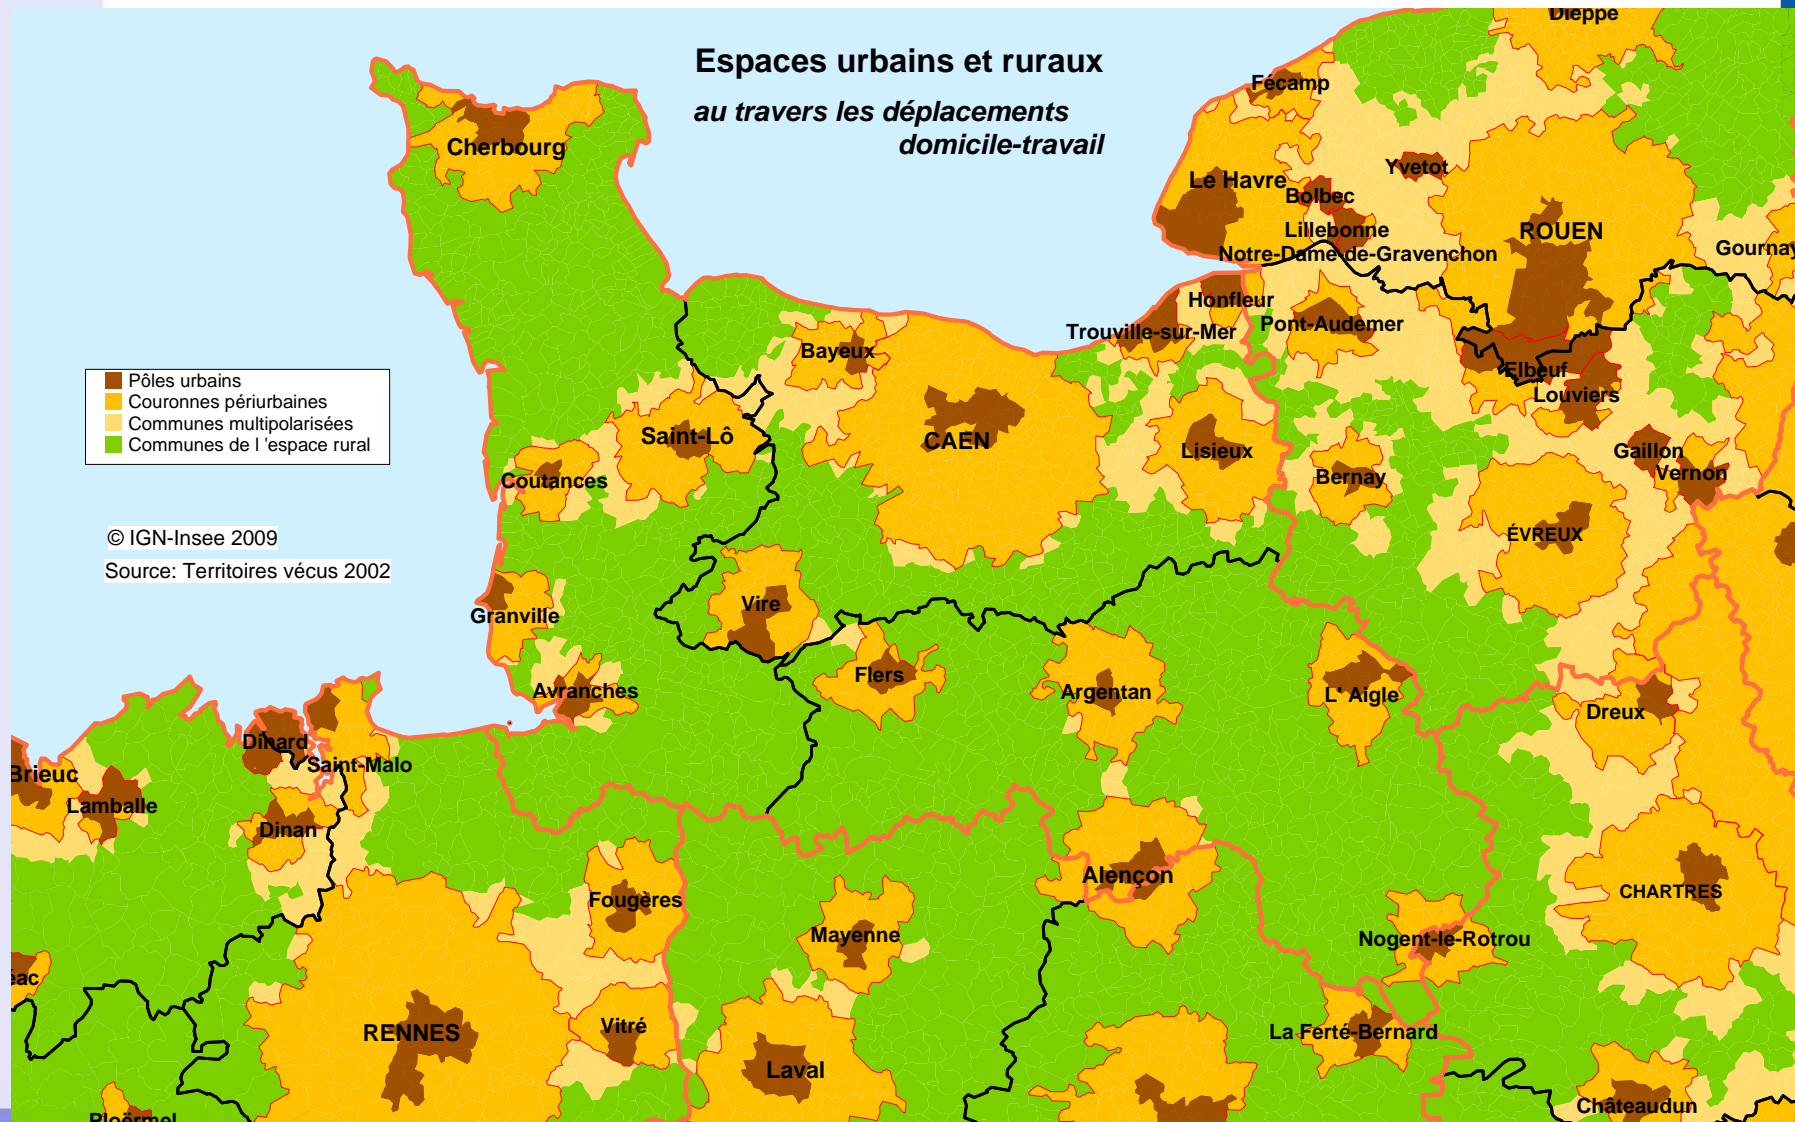 Espaces urbains et ruraux
au travers les déplacements
domicile-travail
Dieppe
Fécamp
Cherbourg
Yvetot
Le Havre
Bolbec
Lillebonne
ROUEN
Notre-Dame-de-Gravenchon
Gournay
Honfleur
Trouville-sur-Mer
Pont-Audemer
Bayeux
Elbeuf
Louviers
Pôles urbains
Couronnes périurbaines
Communes multipolarisées
Communes de l 'espace rural
Saint-Lô
CAEN
Lisieux
Gaillon
Vernon
Coutances
Bernay
© IGN-Insee 2009
ÉVREUX
Source: Territoires vécus 2002
Vire
Granville
Flers
Avranches
Argentan
L' Aigle
Dreux
Dinard
Saint-Malo
Brieuc
Lamballe
Dinan
Alençon
CHARTRES
Fougères
Mayenne
Nogent-le-Rotrou
éac
RENNES
Vitré
La Ferté-Bernard
Laval
Châteaudun
Ploërmel